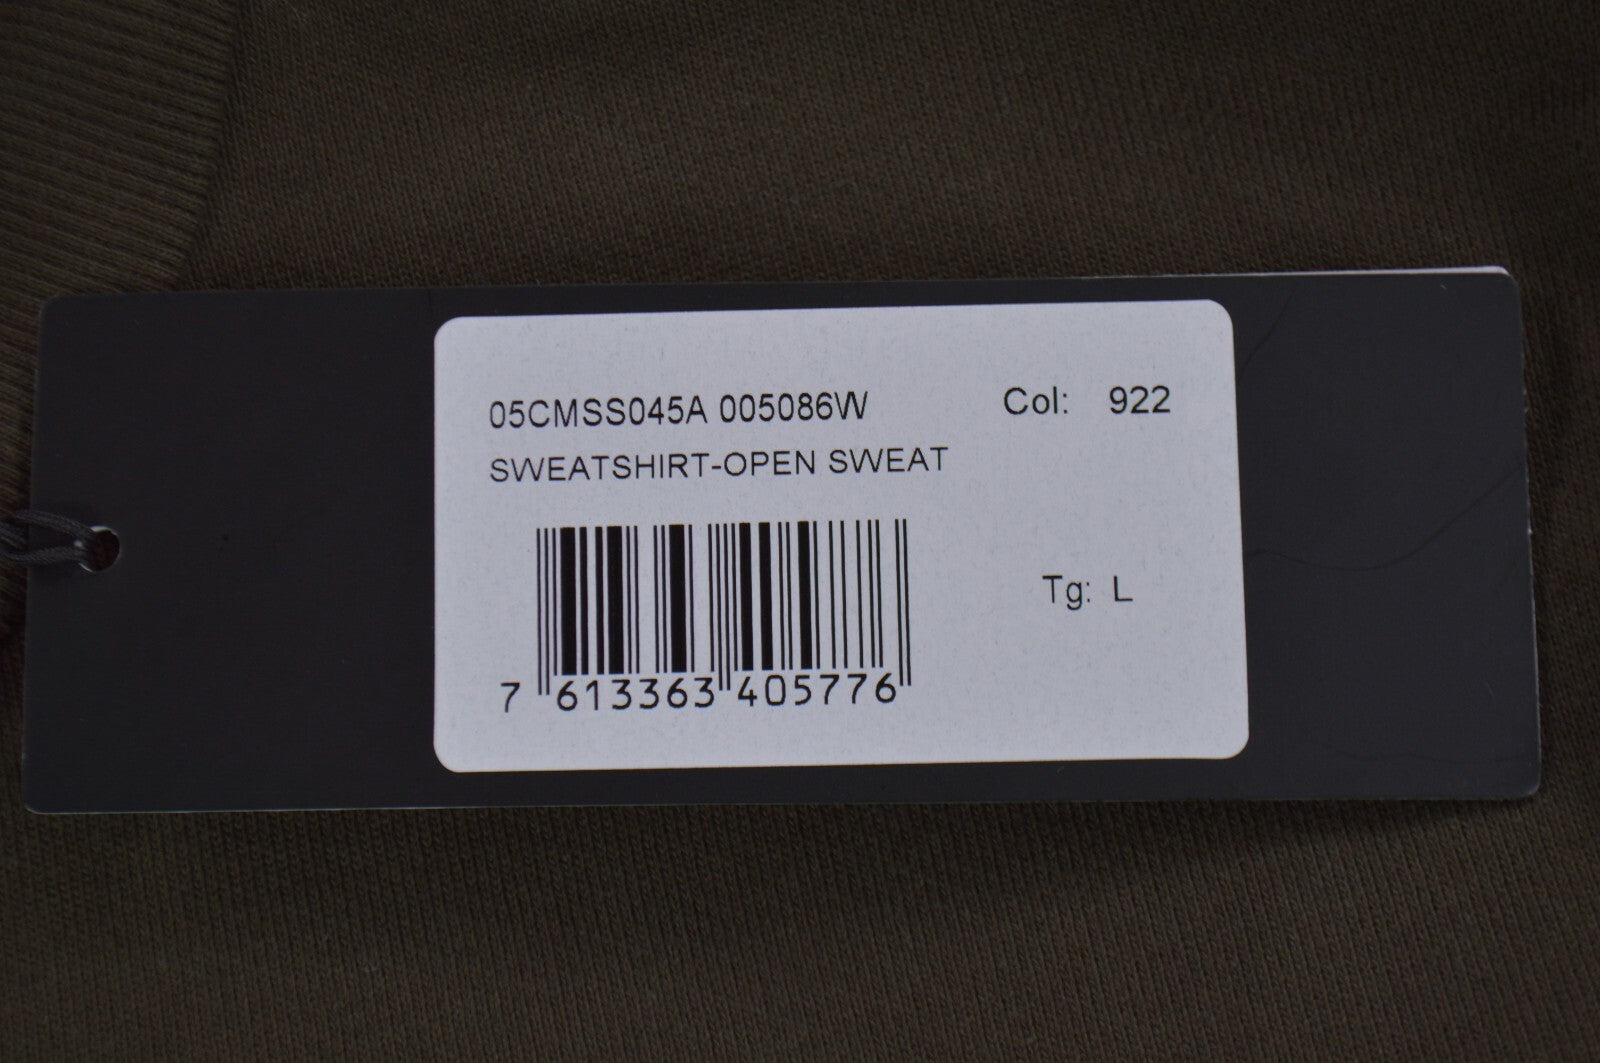 05CMSS045A 005086W Col: 922
SWEATSHIRT-OPEN SWEAT
Tg: L
7 613363 405776